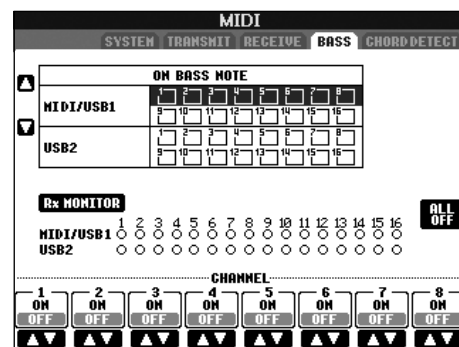 MIDI
SYSTEM TRANSMIT RECEIVE BASS CHORD DETECT
ON BASS NOTE
MIDI/USB1
1 2 3 4 5 6 7 8
9 10 11 12 13 14 15 16
USB2
1 2 3 4 5 6 7 8
9 10 11 12 13 14 15 16
Rx MONITOR
ALL OFF
1 2 3 4 5 6 7 8 9 10 11 12 13 14 15 16
MIDI/USB1
USB2
CHANNEL
1 2 3 4 5 6 7 8
ON ON ON ON ON ON ON ON
OFF OFF OFF OFF OFF OFF OFF OFF